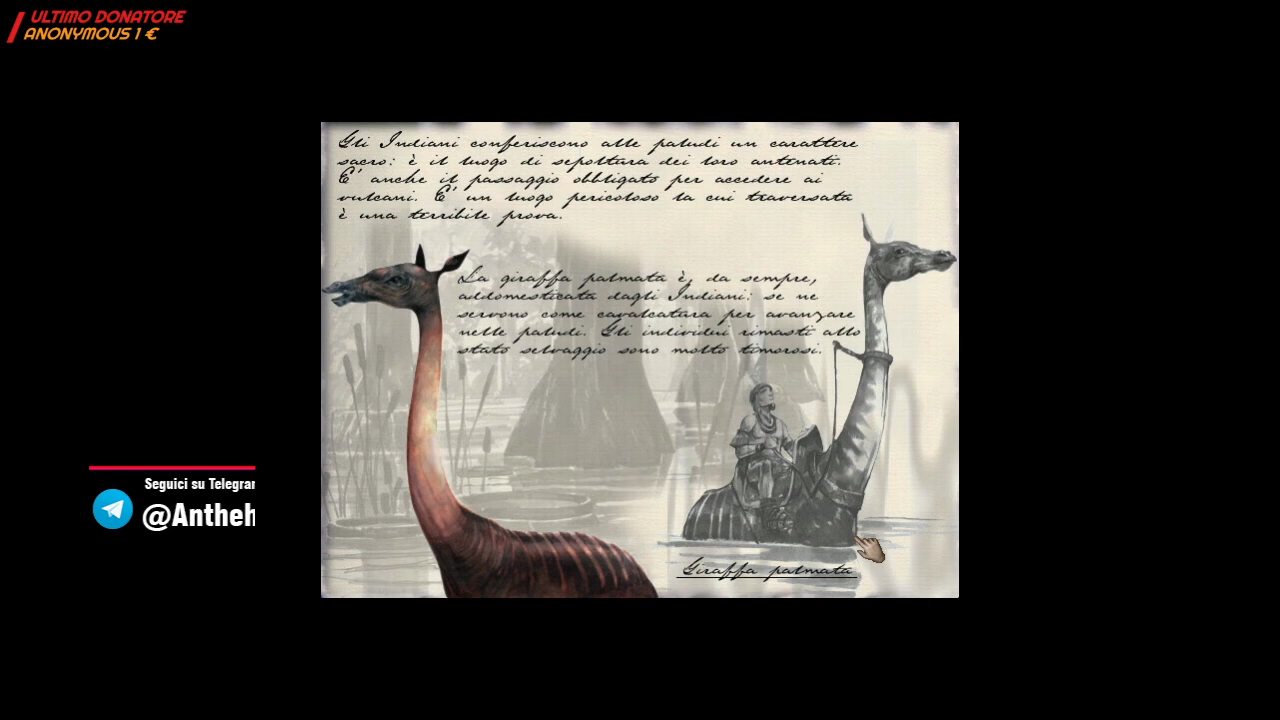 ULTIMO DONATORE
ANONYMOUS 1 €
Gli Indiani conferiscono alle paludi un carattere
sacro: è il luogo di sepoltura dei loro antenati.
E' anche il passaggio obbligato per accedere ai
vulcani. E' un luogo pericoloso la cui traversata
è una terribile prova.
La giraffa palmata è, da sempre,
addomesticata dagli Indiani: se ne
servono come cavalcatura per avanzare
nelle paludi. Gli individui rimasti allo
stato selvaggio sono molto timorosi.
Giraffa palmata
Seguici su Telegram
@Antheh